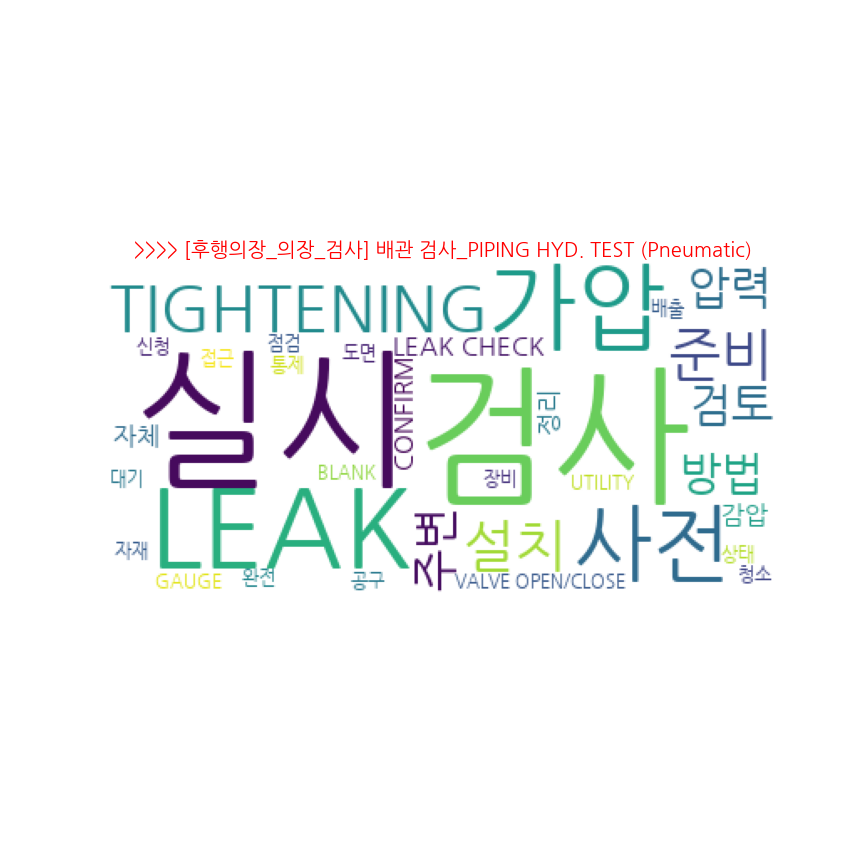 >>>> [후행의장_의장_검사] 배관 검사_PIPING HYD. TEST (Pneumatic)
TIGHTENING
가압
압력
배출
신청
접근
점검
통제
도면
LEAK CHECK
준비
실시
검사
CONFIRM
정리
검토
자체
대기
BLANK
장비
UTILITY
방법
LEAK
주변
설치
사전
감압
자재
상태
청소
GAUGE
완전
공구
VALVE OPEN/CLOSE